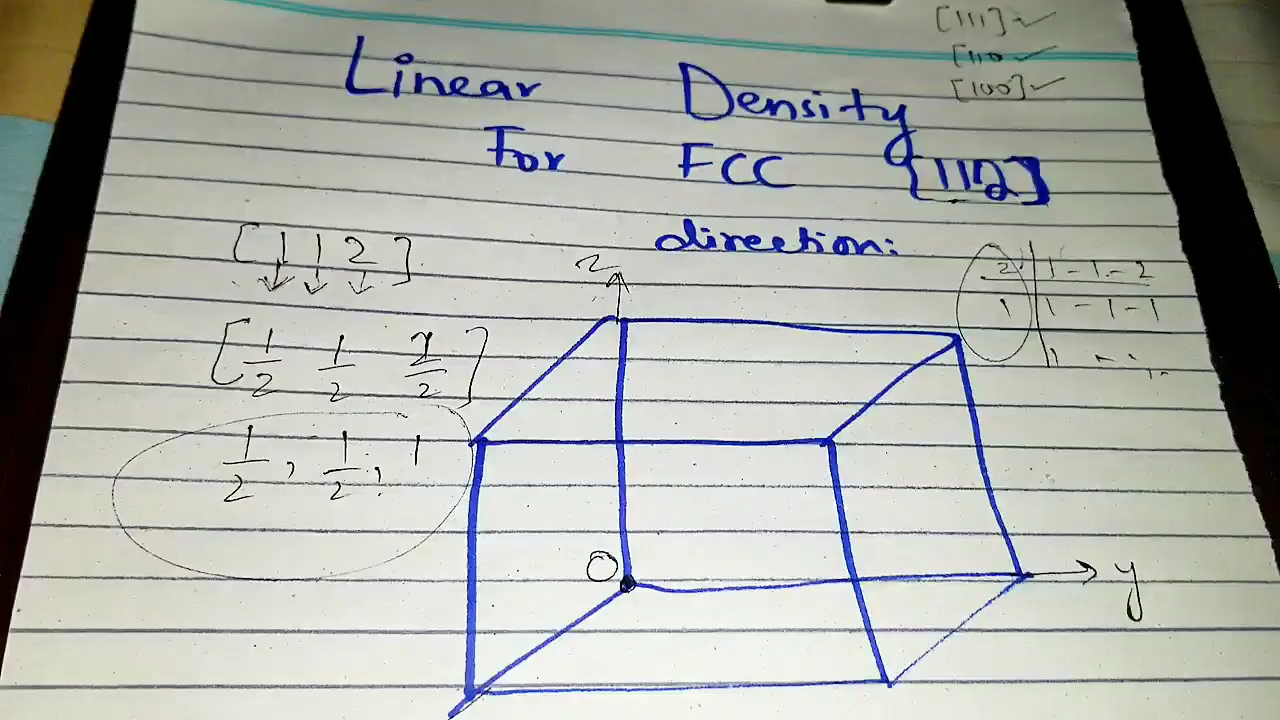 [111] ✓
[110 ✓
[100] ✓
Linear Density
For FCC [112]
direction:
[1 1 2]
↓ ↓ ↓
[1/2 1/2 2/2]
1/2, 1/2, 1
2 | 1 - 1 - 2
1 | 1 - 1 - 1
z
O
y